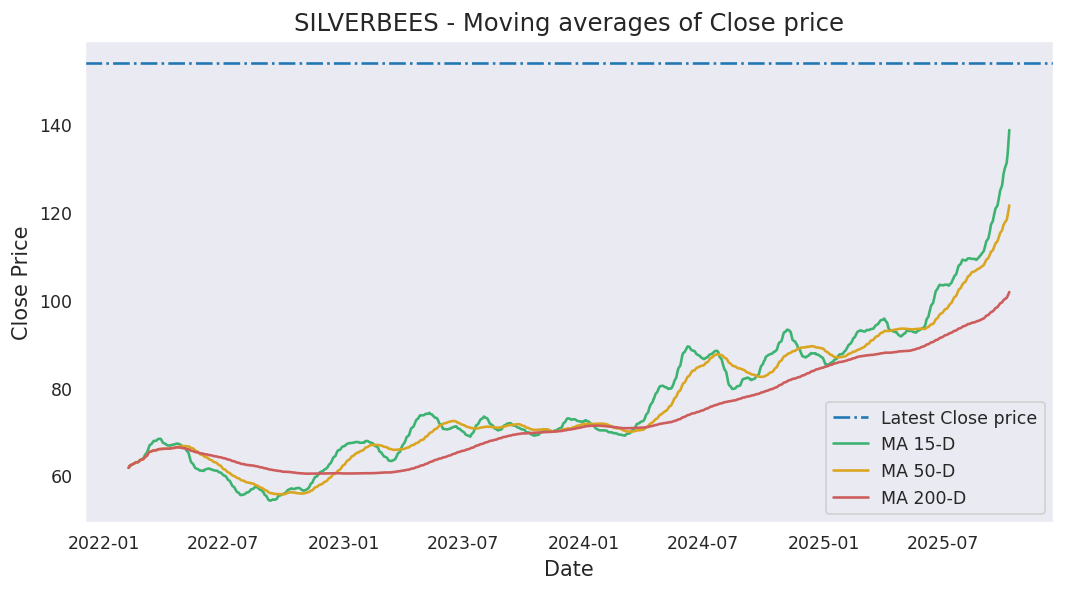 SILVERBEES - Moving averages of Close price
Close Price
140
120
100
80
60
2022-01
2022-07
2023-01
2023-07
2024-01
2024-07
2025-01
2025-07
Date
Latest Close price
MA 15-D
MA 50-D
MA 200-D